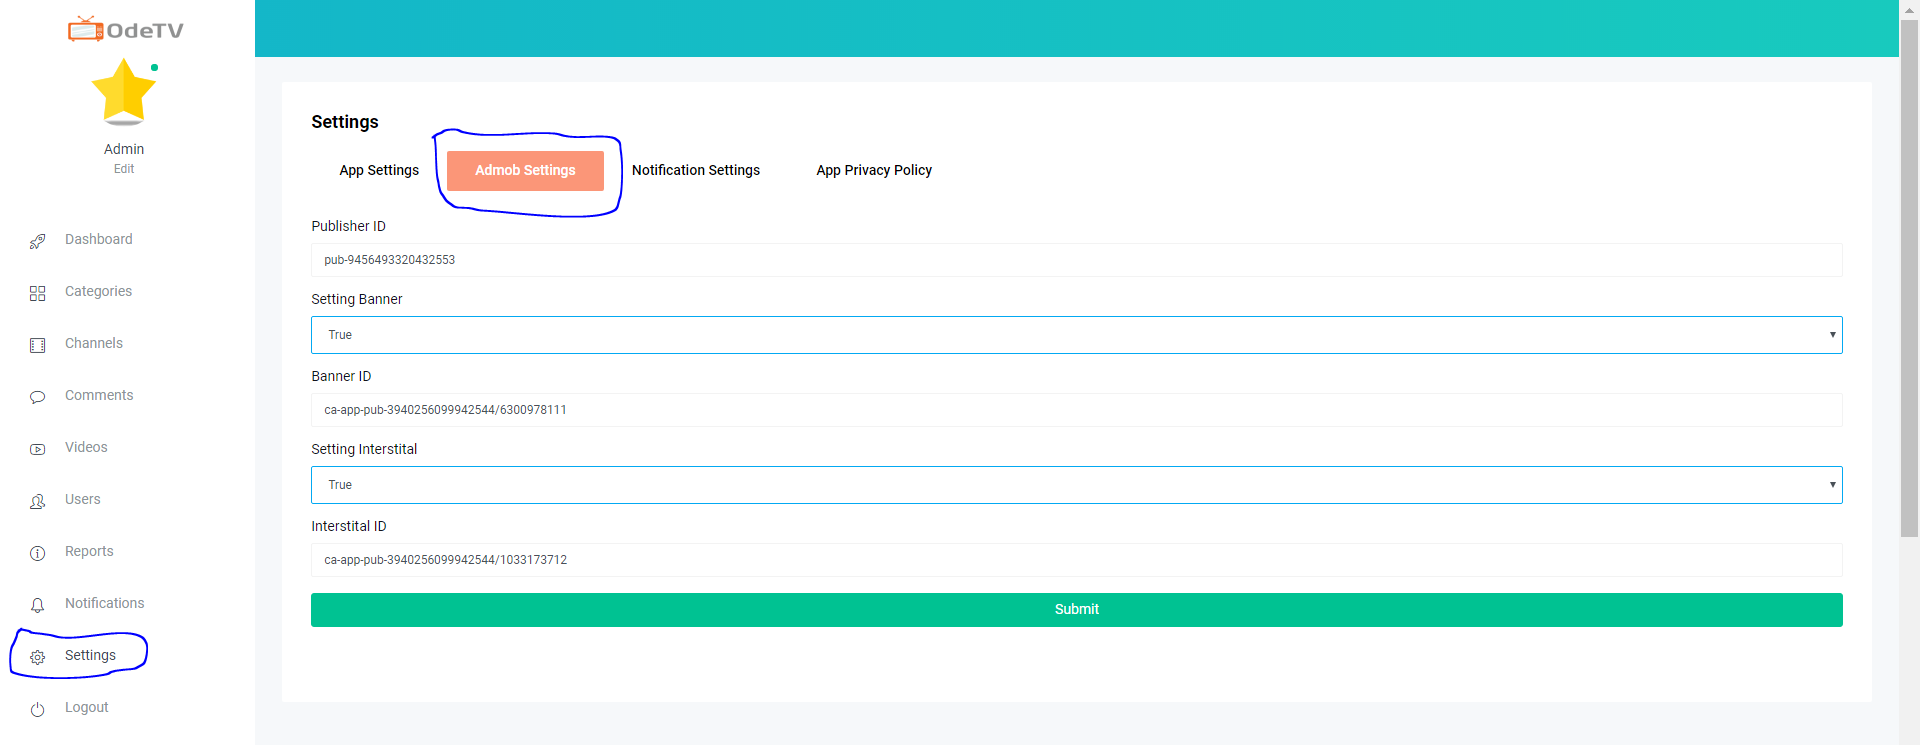 OdeTV
Admin
Edit
Dashboard
Categories
Channels
Comments
Videos
Users
Reports
Notifications
Settings
Logout
Settings
App Settings Admob Settings Notification Settings App Privacy Policy
Publisher ID
pub-9456493320432553
Setting Banner
True
Banner ID
ca-app-pub-3940256099942544/6300978111
Setting Interstital
True
Interstital ID
ca-app-pub-3940256099942544/1033173712
Submit